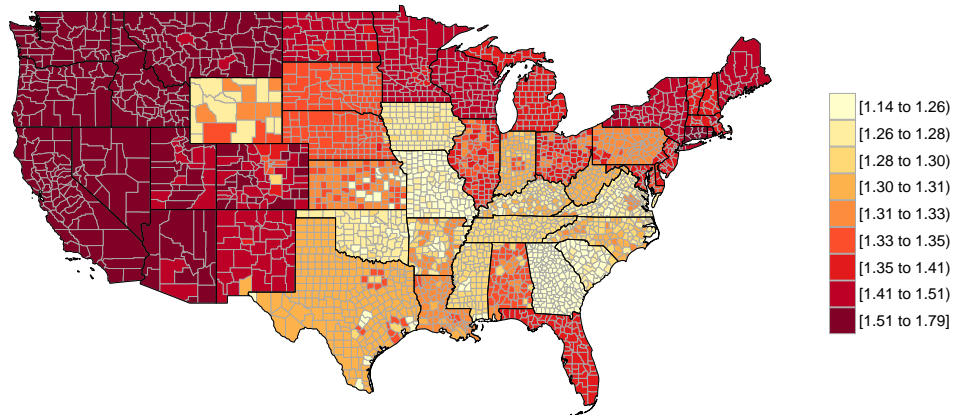 [1.14 to 1.26)
[1.26 to 1.28)
[1.28 to 1.30)
[1.30 to 1.31)
[1.31 to 1.33)
[1.33 to 1.35)
[1.35 to 1.41)
[1.41 to 1.51)
[1.51 to 1.79]